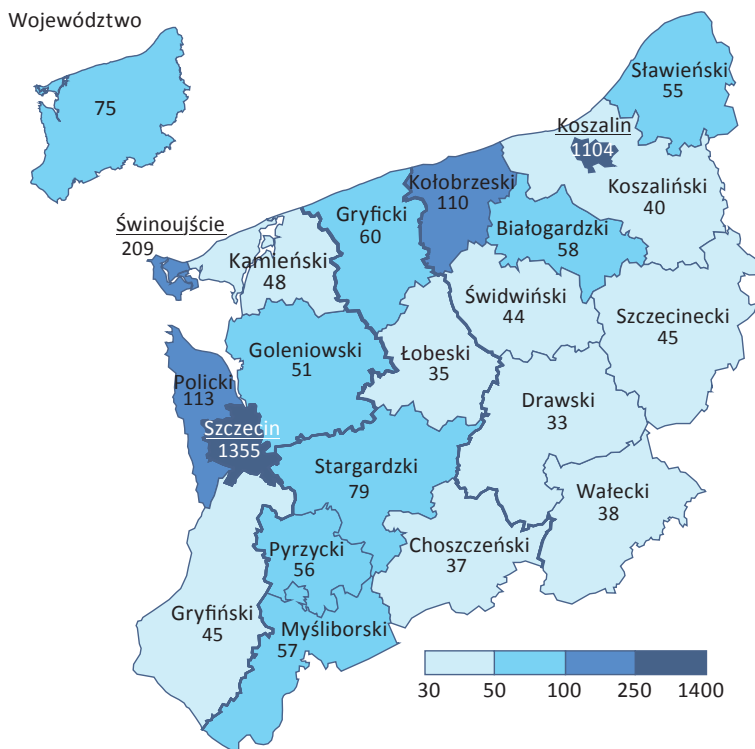 Województwo
75
Sławieński
55
Koszalin
1104
Koszaliński
40
Kołobrzeski
110
Gryficki
60
Białogardzki
58
Świnoujście
209
Kamieński
48
Świdwiński
44
Szczecinecki
45
Goleniowski
51
Łobeski
35
Policki
113
Drawski
33
Szczecin
1355
Stargardzki
79
Wałecki
38
Pyrzycki
56
Choszczeński
37
Gryfiński
45
Myśliborski
57
30 50 100 250 1400